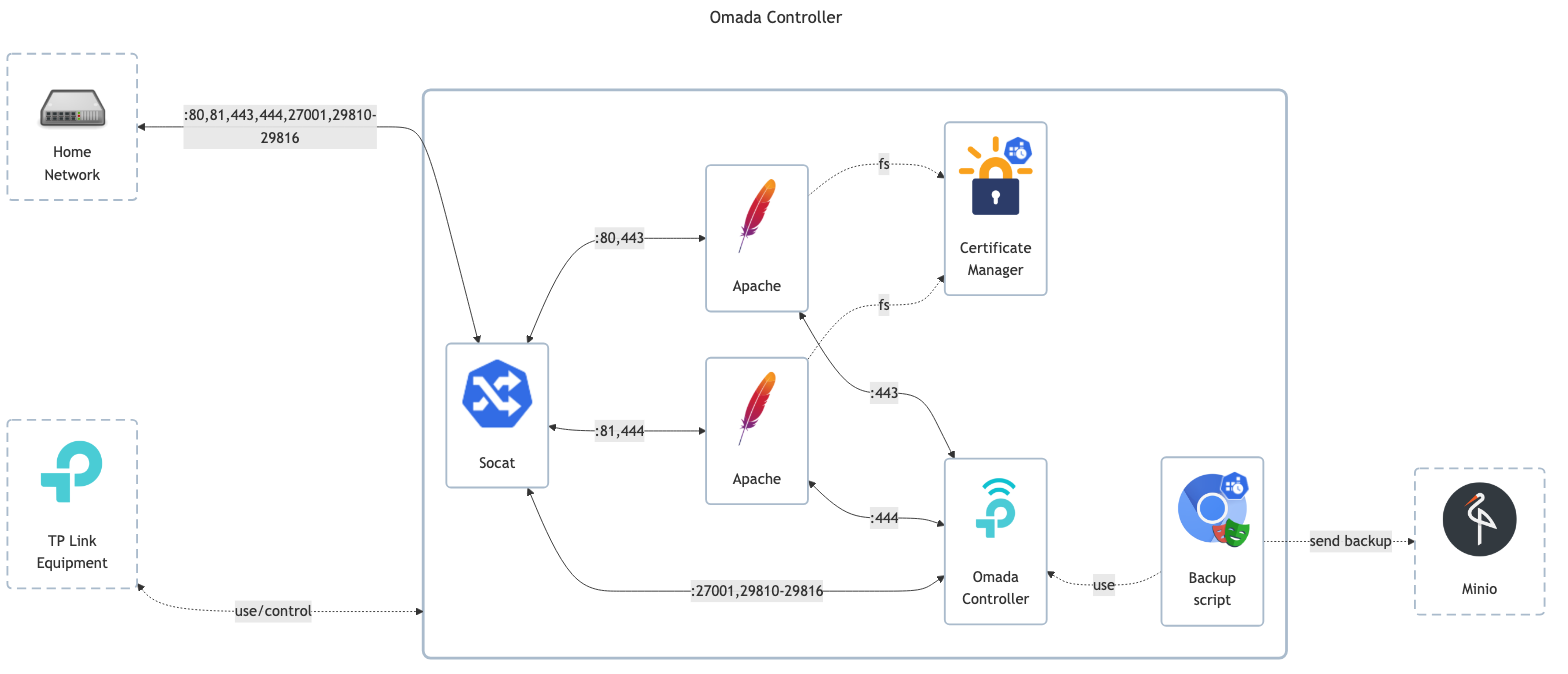 Omada Controller
:80,81,443,444,27001,29810-
29816
Home
Network
fs
:80,443
Apache
Certificate
Manager
fs
:443
Socat
:81,444
Apache
:444
TP Link
Equipment
use/control
:27001,29810-29816
Omada
Controller
use
Backup
script
send backup
Minio